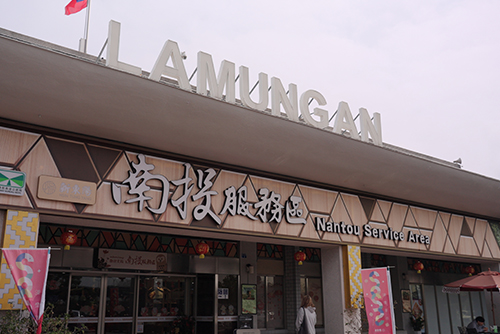 LAMUNGAN
南投服務區 Nantou Service Area